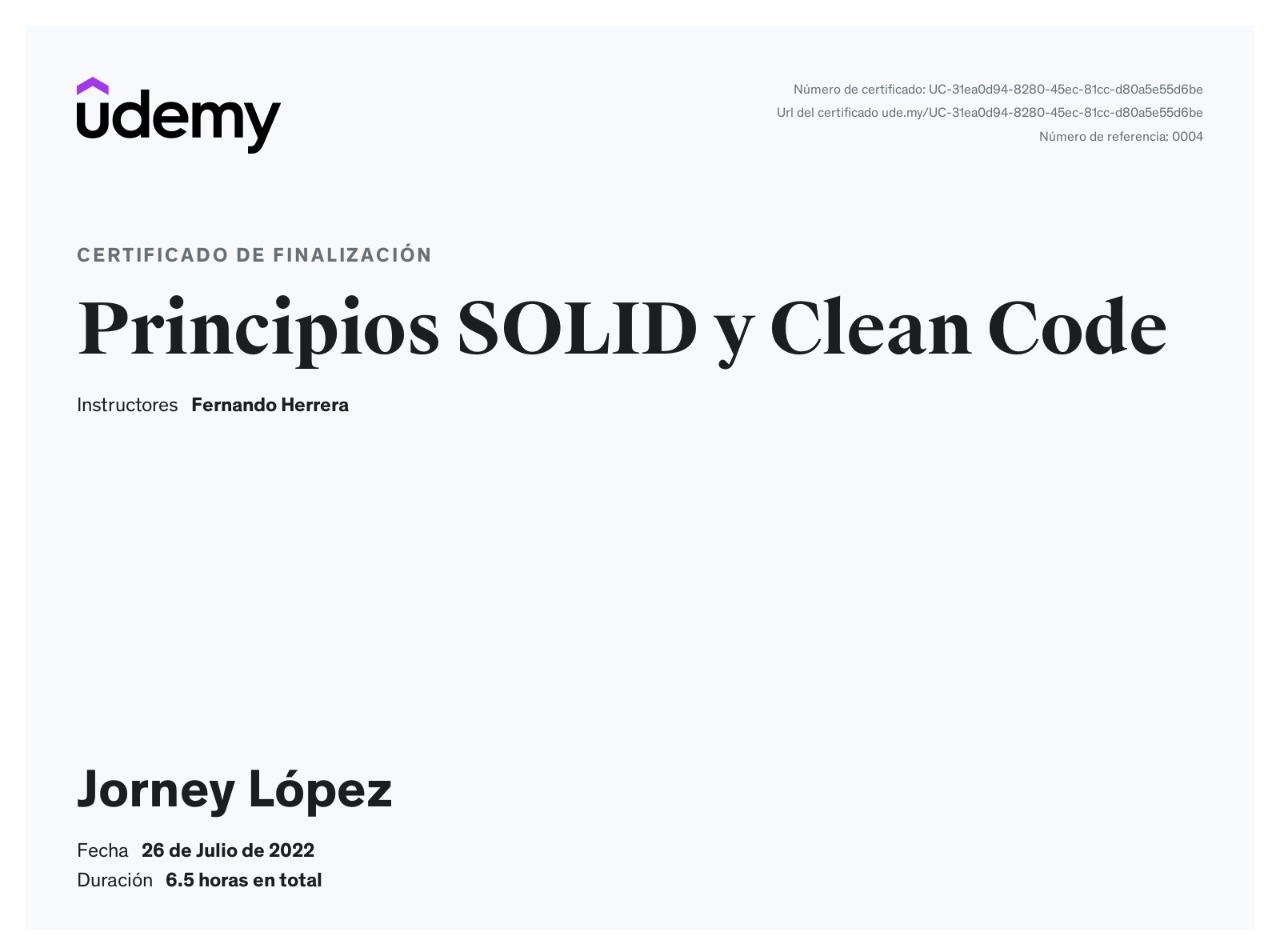 udemy
Número de certificado: UC-31ea0d94-8280-45ec-81cc-d80a5e55d6be
Url del certificado ude.my/UC-31ea0d94-8280-45ec-81cc-d80a5e55d6be
Número de referencia: 0004
CERTIFICADO DE FINALIZACIÓN
Principios SOLID y Clean Code
Instructores Fernando Herrera
Jorney López
Fecha 26 de Julio de 2022
Duración 6.5 horas en total